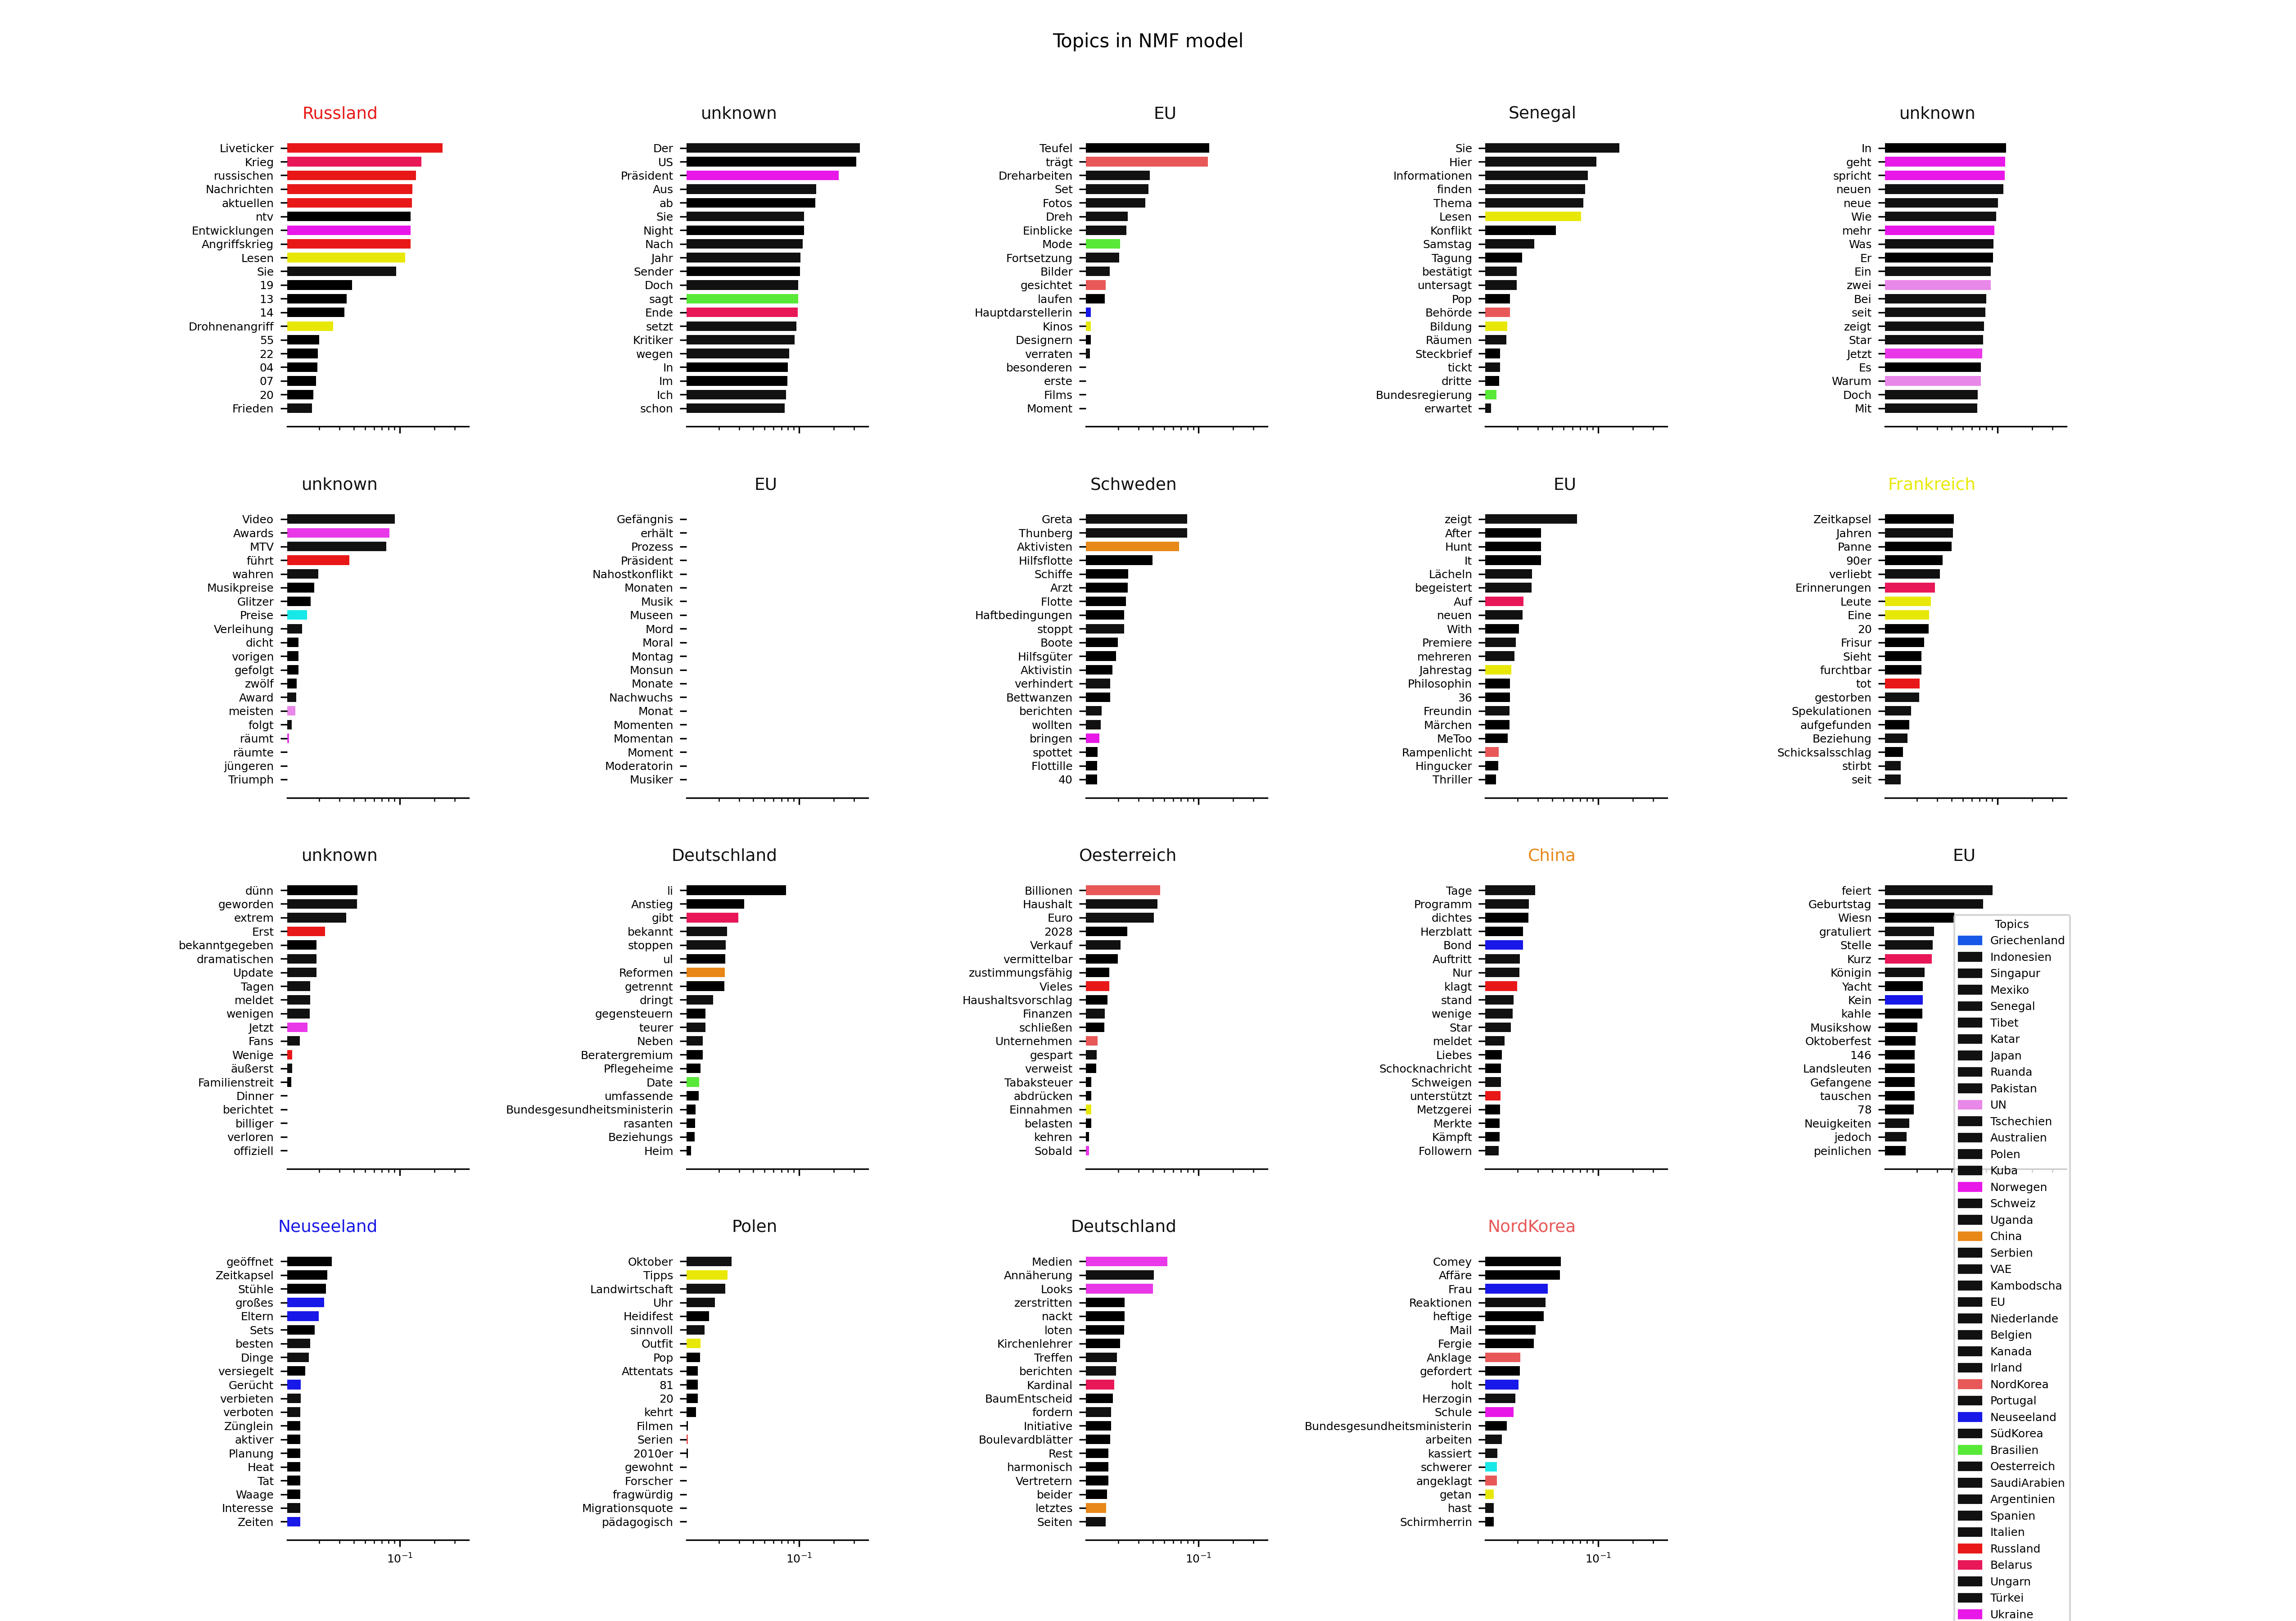 Topics in NMF model
Russland
Liveticker
Krieg
russischen
Nachrichten
aktuellen
ntv
Entwicklungen
Angriffskrieg
Lesen
Sie
19
13
14
Drohnenangriff
55
22
04
07
20
Frieden
unknown
Der
US
Präsident
Aus
ab
Sie
Night
Nach
Jahr
Sender
Doch
sagt
Ende
setzt
Kritiker
wegen
In
Im
Ich
schon
EU
Teufel
trägt
Dreharbeiten
Set
Fotos
Dreh
Einblicke
Mode
Fortsetzung
Bilder
gesichtet
laufen
Hauptdarstellerin
Kinos
Designern
verraten
besonderen
erste
Films
Moment
Senegal
Sie
Hier
Informationen
finden
Thema
Lesen
Konflikt
Samstag
Tagung
bestätigt
untersagt
Pop
Behörde
Bildung
Räumen
Steckbrief
tickt
dritte
Bundesregierung
erwartet
unknown
In
geht
spricht
neuen
neue
Wie
mehr
Was
Er
Ein
zwei
Bei
seit
zeigt
Star
Jetzt
Es
Warum
Doch
Mit
unknown
Video
Awards
MTV
führt
wahren
Musikpreise
Glitzer
Preise
Verleihung
dicht
vorigen
gefolgt
zwölf
Award
meisten
folgt
räumt
räumte
jüngeren
Triumph
EU
Gefängnis
erhält
Prozess
Präsident
Nahostkonflikt
Monaten
Musik
Museen
Mord
Moral
Montag
Monsun
Monate
Nachwuchs
Monat
Momenten
Momentan
Moment
Moderatorin
Musiker
Schweden
Greta
Thunberg
Aktivisten
Hilfsflotte
Schiffe
Arzt
Flotte
Haftbedingungen
stoppt
Boote
Hilfsgüter
Aktivistin
verhindert
Bettwanzen
berichten
wollten
bringen
spottet
Flottille
40
EU
zeigt
After
Hunt
It
Lächeln
begeistert
Auf
neuen
With
Premiere
mehreren
Jahrestag
Philosophin
36
Freundin
Märchen
MeToo
Rampenlicht
Hingucker
Thriller
Frankreich
Zeitkapsel
Jahren
Panne
90er
verliebt
Erinnerungen
Leute
Eine
20
Frisur
Sieht
furchtbar
tot
gestorben
Spekulationen
aufgefunden
Beziehung
Schicksalsschlag
stirbt
seit
unknown
dünn
geworden
extrem
Erst
bekanntgegeben
dramatischen
Update
Tagen
meldet
wenigen
Jetzt
Fans
Wenige
äußerst
Familienstreit
Dinner
berichtet
billiger
verloren
offiziell
Deutschland
li
Anstieg
gibt
bekannt
stoppen
ul
Reformen
getrennt
dringt
gegensteuern
teurer
Neben
Beratergremium
Pflegeheime
Date
umfassende
Bundesgesundheitsministerin
rasanten
Beziehungs
Heim
Oesterreich
Billionen
Haushalt
Euro
2028
Verkauf
vermittelbar
zustimmungsfähig
Vieles
Haushaltsvorschlag
Finanzen
schließen
Unternehmen
gespart
verweist
Tabaksteuer
abdrücken
Einnahmen
belasten
kehren
Sobald
China
Tage
Programm
dichtes
Herzblatt
Bond
Auftritt
Nur
klagt
stand
wenige
Star
meldet
Liebes
Schocknachricht
Schweigen
unterstützt
Metzgerei
Merkte
Kämpft
Followern
EU
feiert
Geburtstag
Wiesn
gratuliert
Stelle
Kurz
Königin
Yacht
Kein
kahle
Musikshow
Oktoberfest
146
Landsleuten
Gefangene
tauschen
78
Neuigkeiten
jedoch
peinlichen
Neuseeland
geöffnet
Zeitkapsel
Stühle
großes
Eltern
Sets
besten
Dinge
versiegelt
Gerücht
verbieten
verboten
Zünglein
aktiver
Planung
Heat
Tat
Waage
Interesse
Zeiten
10⁻¹
Polen
Oktober
Tipps
Landwirtschaft
Uhr
Heidifest
sinnvoll
Outfit
Pop
Attentats
81
20
kehrt
Filmen
Serien
2010er
gewohnt
Forscher
fragwürdig
Migrationsquote
pädagogisch
10⁻¹
Deutschland
Medien
Annäherung
Looks
zerstritten
nackt
loten
Kirchenlehrer
Treffen
berichten
Kardinal
BaumEntscheid
fordern
Initiative
Boulevardblätter
Rest
harmonisch
Vertretern
beider
letztes
Seiten
10⁻¹
NordKorea
Comey
Affäre
Frau
Reaktionen
heftige
Mail
Fergie
Anklage
gefordert
holt
Herzogin
Schule
Bundesgesundheitsministerin
arbeiten
kassiert
schwerer
angeklagt
getan
hast
Schirmherrin
10⁻¹
Topics
Griechenland
Indonesien
Singapur
Mexiko
Senegal
Tibet
Katar
Japan
Ruanda
Pakistan
UN
Tschechien
Australien
Polen
Kuba
Norwegen
Schweiz
Uganda
China
Serbien
VAE
Kambodscha
EU
Niederlande
Belgien
Kanada
Irland
NordKorea
Portugal
Neuseeland
SüdKorea
Brasilien
Oesterreich
SaudiArabien
Argentinien
Spanien
Italien
Russland
Belarus
Ungarn
Türkei
Ukraine